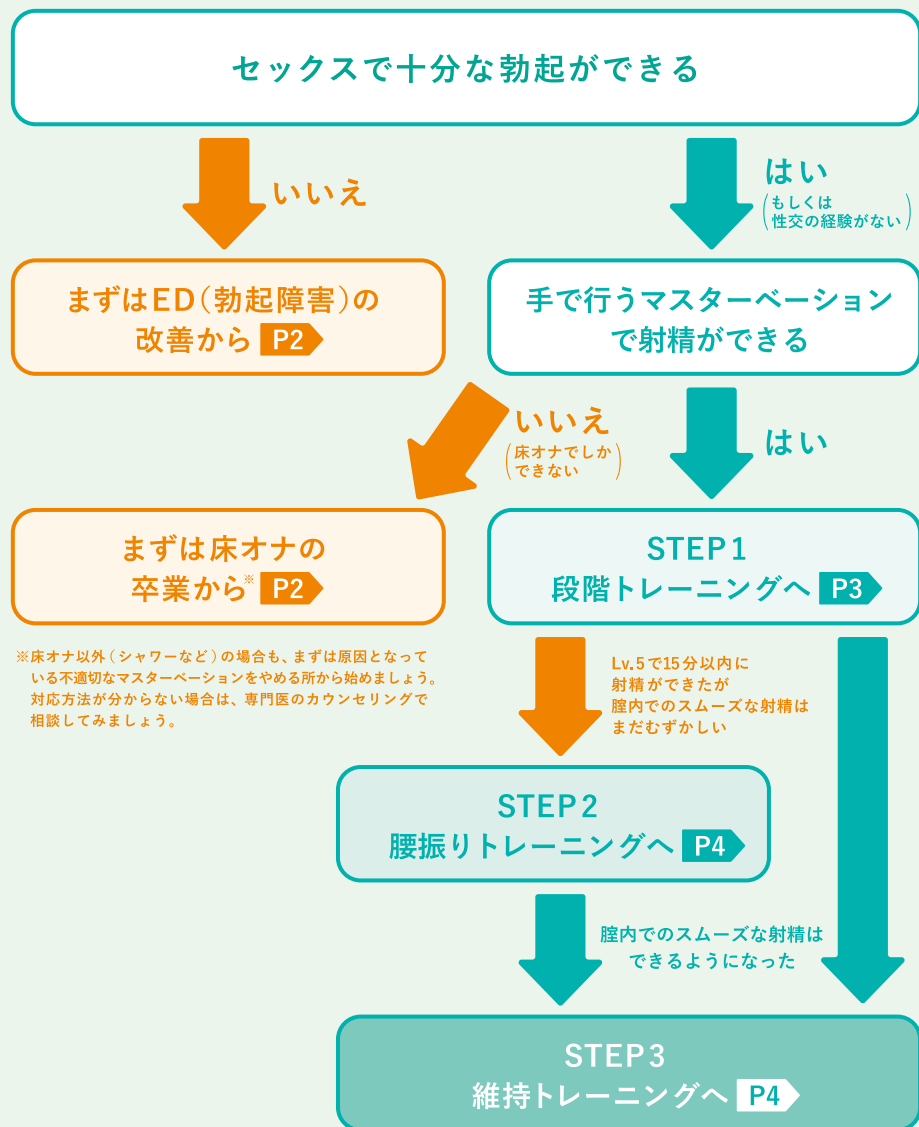 セックスで十分な勃起ができる
いいえ
はい
(もしくは
性交の経験がない)
まずはED(勃起障害)の
改善から P2
手で行うマスターベーション
で射精ができる
いいえ
(床オナでしか
できない)
はい
まずは床オナの
卒業から※ P2
STEP1
段階トレーニングへ P3
※床オナ以外(シャワーなど)の場合も、まずは原因となって
いる不適切なマスターベーションをやめる所から始めましょう。
対応方法が分からない場合は、専門医のカウンセリングで
相談してみましょう。
Lv.5で15分以内に
射精ができたが
腟内でのスムーズな射精は
まだむずかしい
STEP2
腰振りトレーニングへ P4
腟内でのスムーズな射精は
できるようになった
STEP3
維持トレーニングへ P4